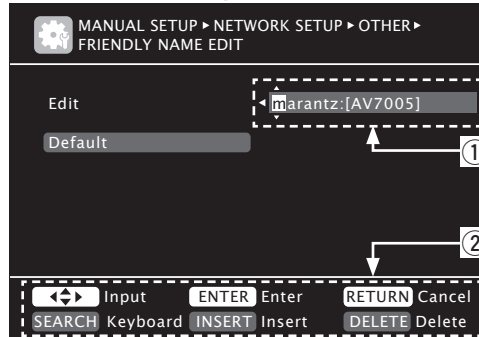 MANUAL SETUP ▸ NETWORK SETUP ▸ OTHER ▸
FRIENDLY NAME EDIT
Edit ◂ marantz:[AV7005]
Default
①
②
◂▴▾▸ Input ENTER Enter RETURN Cancel
SEARCH Keyboard INSERT Insert DELETE Delete